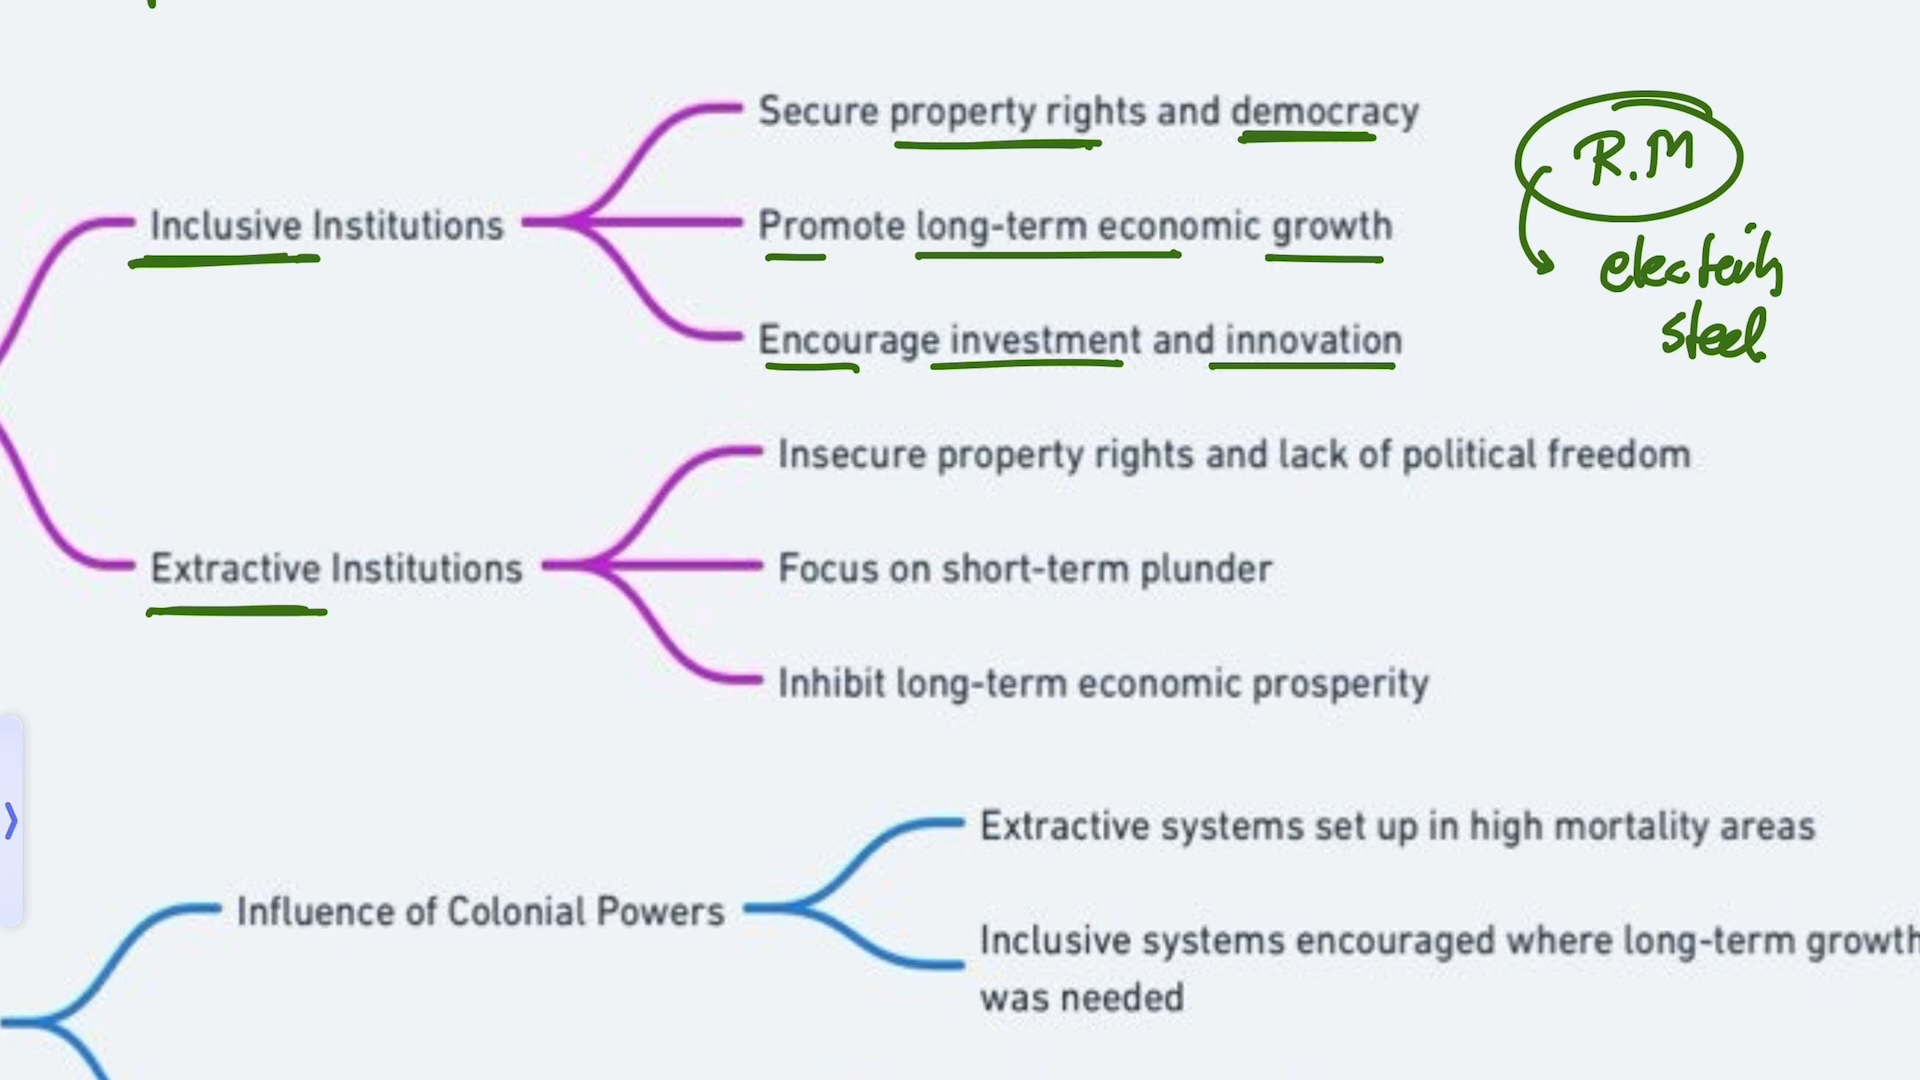 Secure property rights and democracy
R.M
Inclusive Institutions
Promote long-term economic growth
electricity
steel
Encourage investment and innovation
Insecure property rights and lack of political freedom
Extractive Institutions
Focus on short-term plunder
Inhibit long-term economic prosperity
Extractive systems set up in high mortality areas
Influence of Colonial Powers
Inclusive systems encouraged where long-term growth
was needed